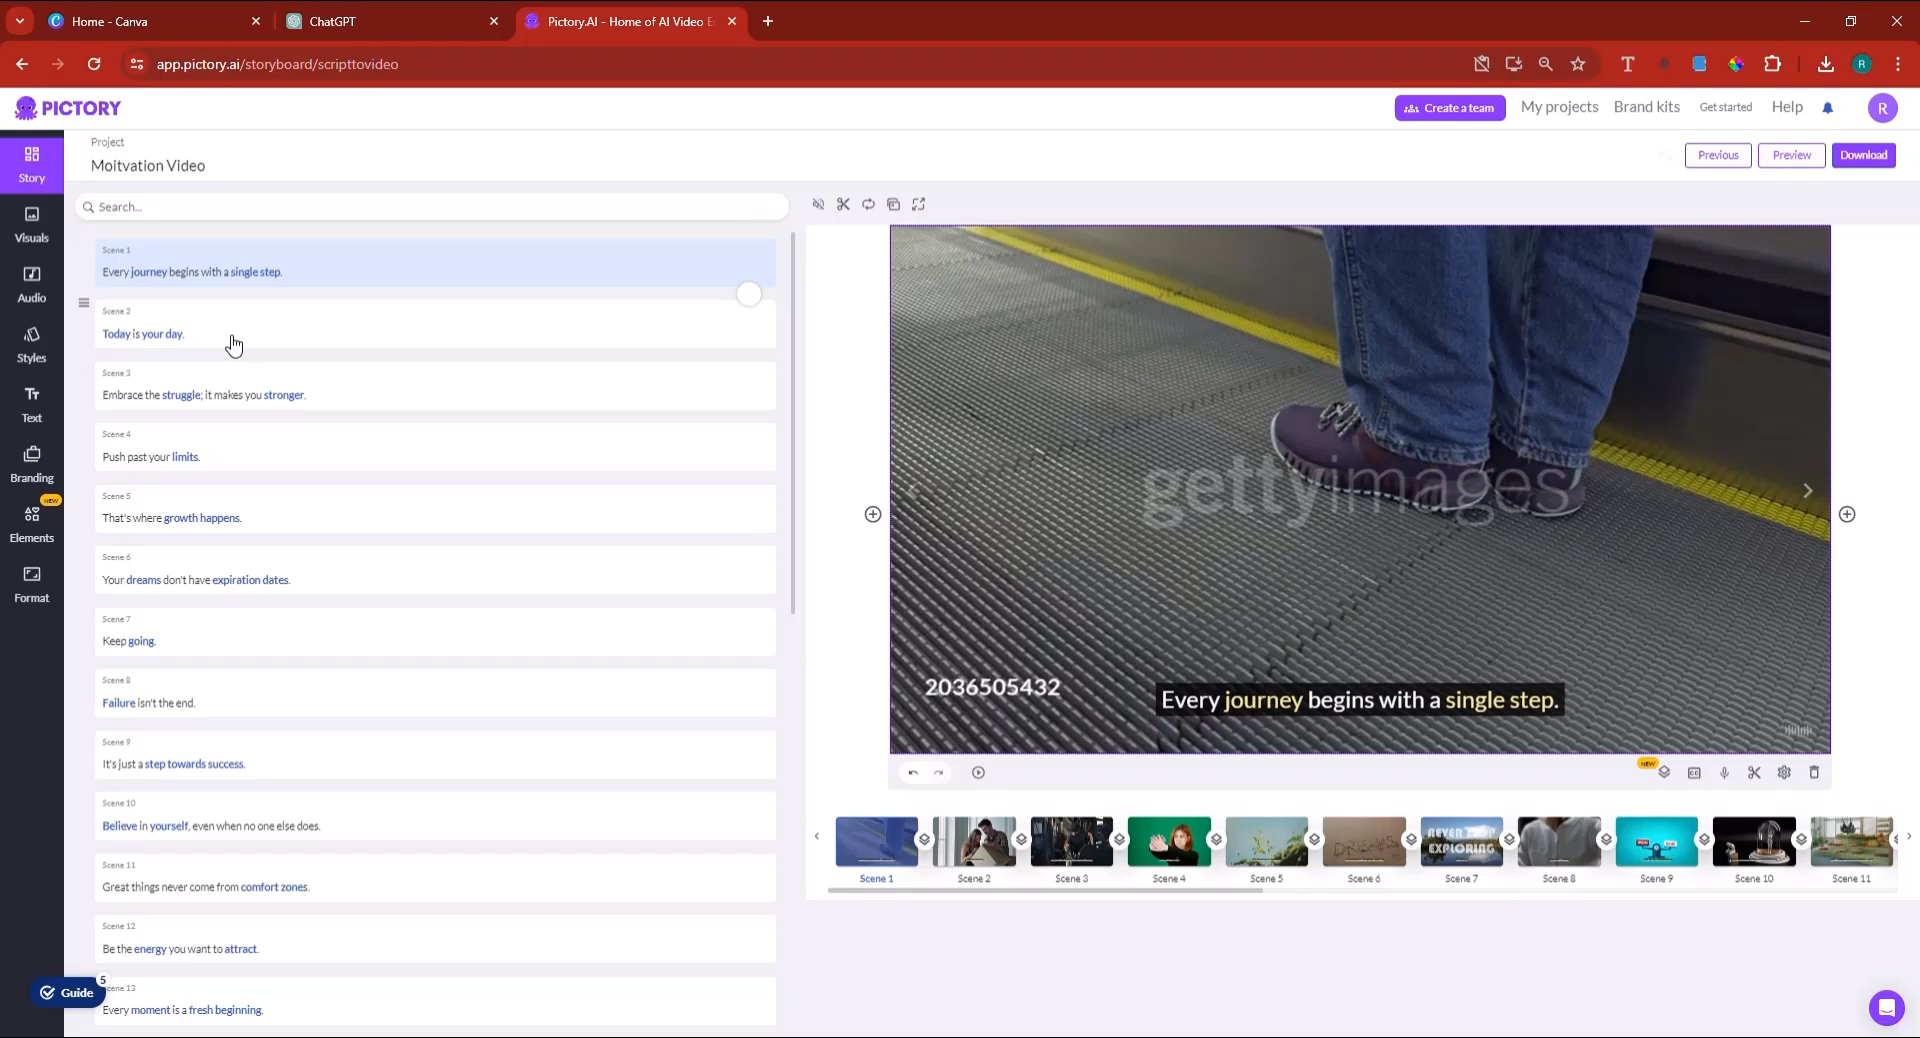 Home - Canva
ChatGPT
Pictory.AI - Home of AI Video E
app.pictory.ai/storyboard/scripttovideo
T
R
PICTORY
Create a team
My projects
Brand kits
Get started
Help
R
Project
Moitvation Video
Previous
Preview
Download
Story
Visuals
Audio
Styles
Tт
Text
Branding
NEW
Elements
Format
Search...
Scene 1
Every journey begins with a single step.
Scene 2
Today is your day.
Scene 3
Embrace the struggle; it makes you stronger.
Scene 4
Push past your limits.
Scene 5
That's where growth happens.
Scene 6
Your dreams don't have expiration dates.
Scene 7
Keep going.
Scene 8
Failure isn't the end.
Scene 9
It's just a step towards success.
Scene 10
Believe in yourself, even when no one else does.
Scene 11
Great things never come from comfort zones.
Scene 12
Be the energy you want to attract.
Scene 13
Every moment is a fresh beginning.
Guide
5
gettyimages
2036505432
Every journey begins with a single step.
NEW
CC
DREAMS
NEVER STOP
EXPLORING
Scene 1
Scene 2
Scene 3
Scene 4
Scene 5
Scene 6
Scene 7
Scene 8
Scene 9
Scene 10
Scene 11